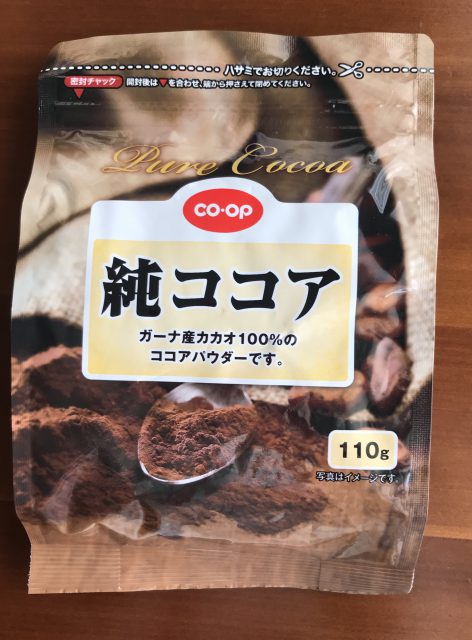 ハサミでお切りください。
密封チャック 開封後は▼を合わせ、端から押さえて閉めてください。
Pure Cocoa
CO・OP
純ココア
ガーナ産カカオ100%の
ココアパウダーです。
110g
写真はイメージです。